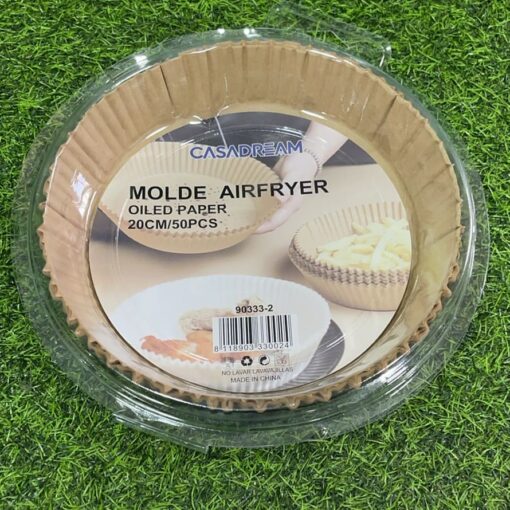 CASADREAM
MOLDE AIRFRYER
OILED PAPER
20CM/50PCS
90333-2
8 118903 330024
NO LAVAR LAVAVAJILLAS
MADE IN CHINA